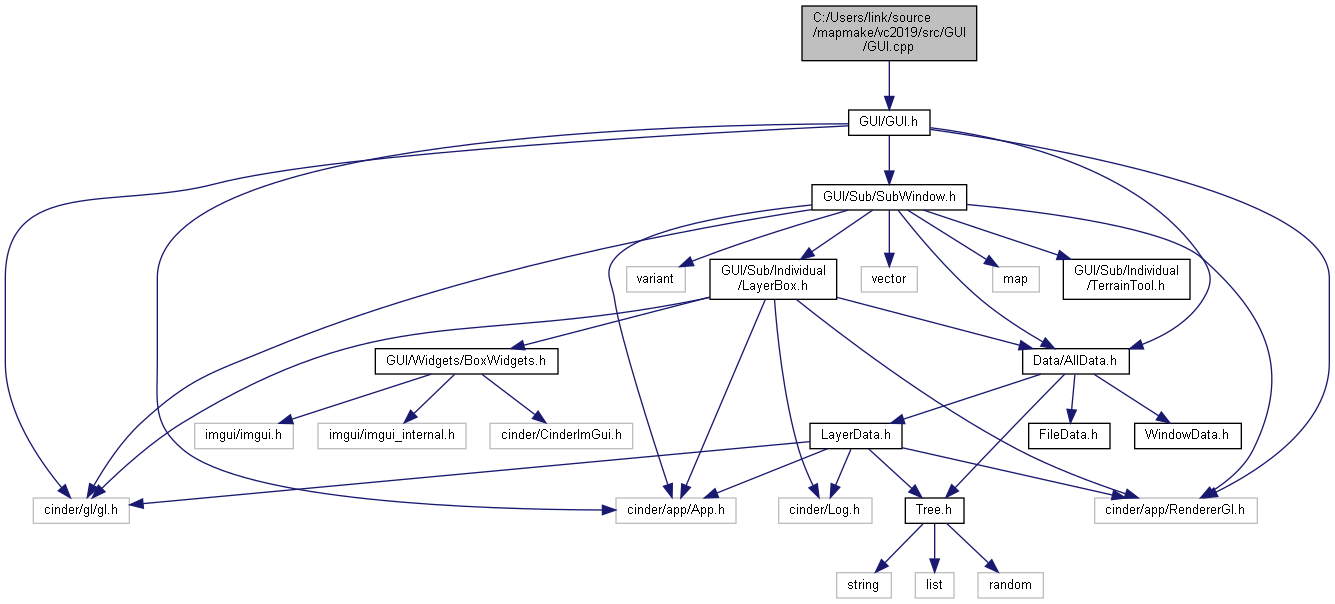 C:/Users/link/source
/mapmake/vc2019/src/GUI
/GUI.cpp
GUI/GUI.h
GUI/Sub/SubWindow.h
variant
GUI/Sub/Individual
/LayerBox.h
vector
map
GUI/Sub/Individual
/TerrainTool.h
GUI/Widgets/BoxWidgets.h
Data/AllData.h
imgui/imgui.h
imgui/imgui_internal.h
cinder/CinderImGui.h
LayerData.h
FileData.h
WindowData.h
cinder/gl/gl.h
cinder/app/App.h
cinder/Log.h
Tree.h
cinder/app/RendererGl.h
string
list
random